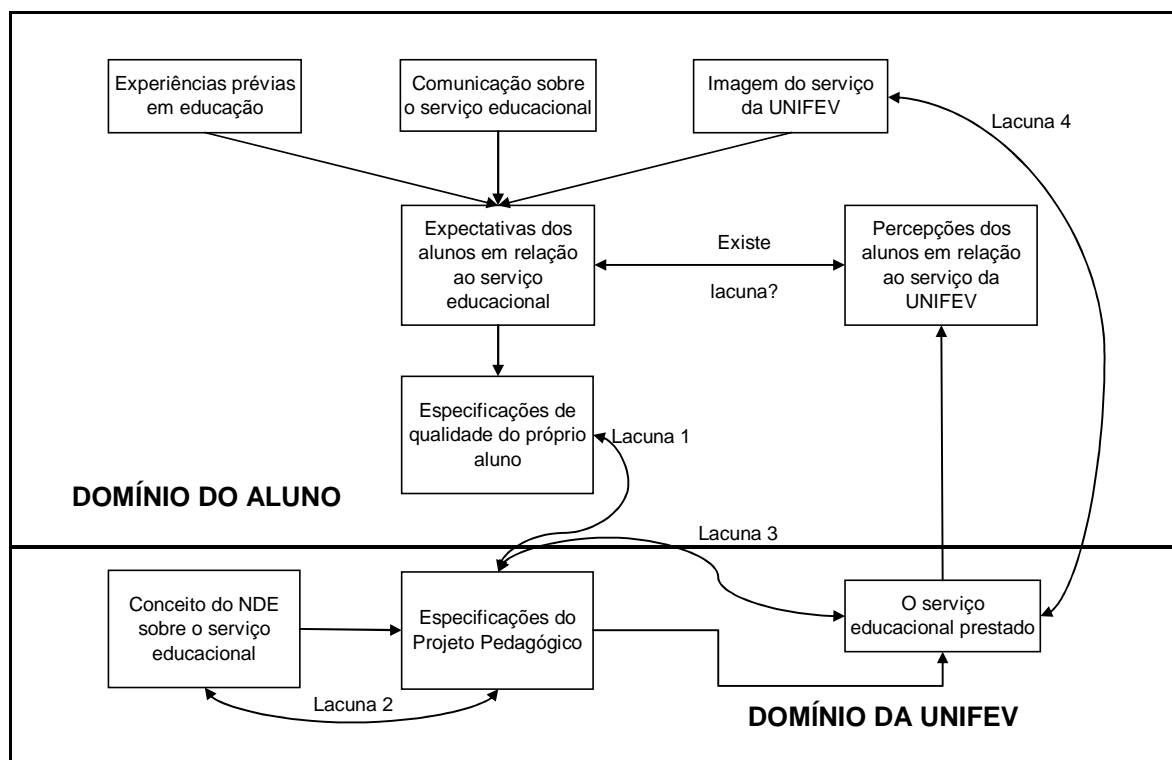 Experiências prévias
em educação
Comunicação sobre
o serviço educacional
Imagem do serviço
da UNIFEV
Lacuna 4
Expectativas dos
alunos em relação
ao serviço
educacional
Existe
lacuna?
Percepções dos
alunos em relação
ao serviço da
UNIFEV
Especificações de
qualidade do próprio
aluno
Lacuna 1
DOMÍNIO DO ALUNO
Lacuna 3
Conceito do NDE
sobre o serviço
educacional
Especificações do
Projeto Pedagógico
O serviço
educacional prestado
Lacuna 2
DOMÍNIO DA UNIFEV